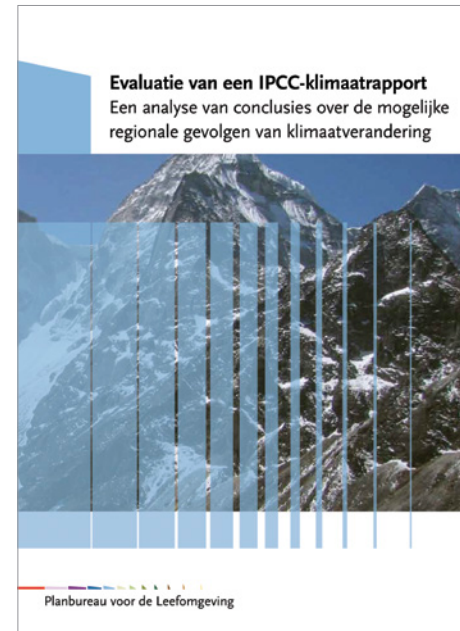 Evaluatie van een IPCC-klimaatrapport
Een analyse van conclusies over de mogelijke
regionale gevolgen van klimaatverandering
Planbureau voor de Leefomgeving